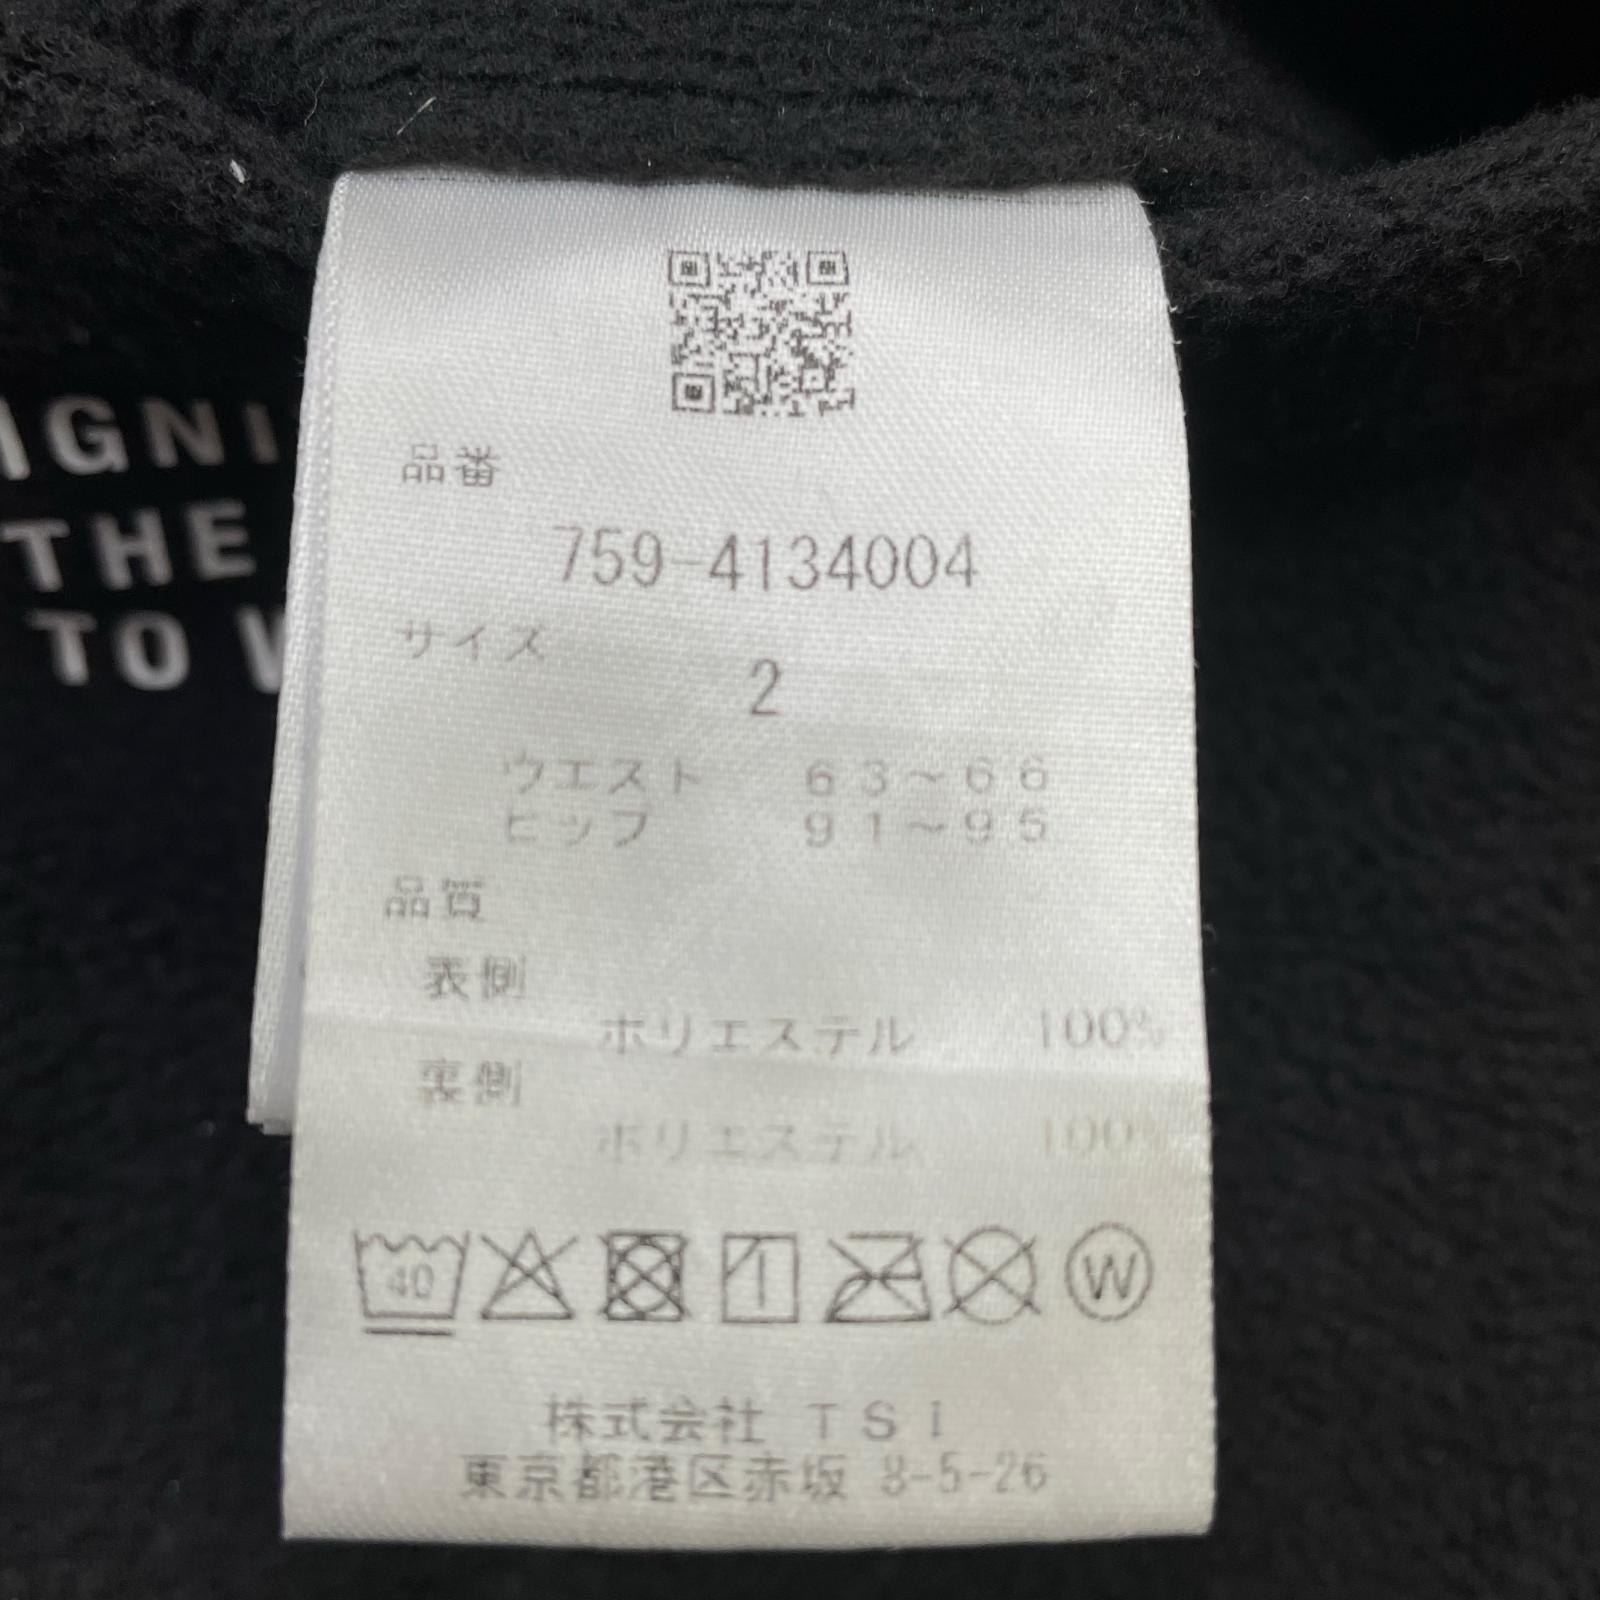 IGNI
THE
TO
品番
759-4134004
サイズ
2
ウエスト 63～66
ヒップ 91～95
品質
表側
ポリエステル 100%
裏側
ポリエステル 100%
40
W
株式会社 TSI
東京都港区赤坂 8-5-26